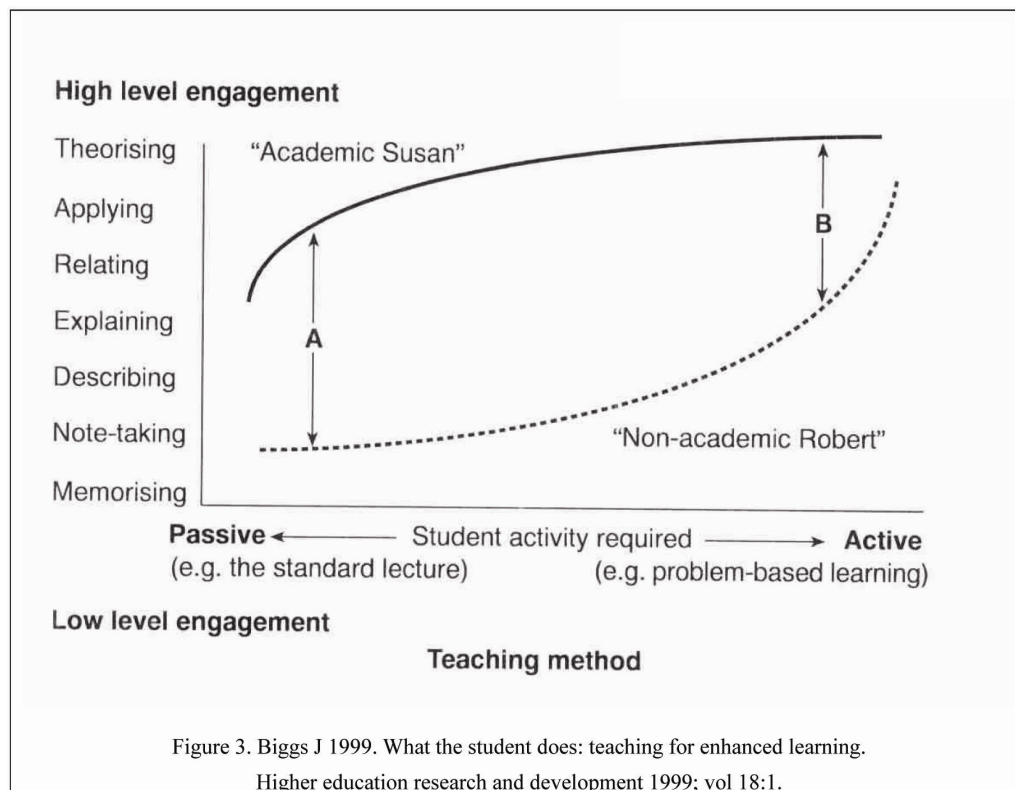 High level engagement
Theorising
"Academic Susan"
Applying
B
Relating
Explaining
A
Describing
Note-taking
"Non-academic Robert"
Memorising
Passive Student activity required Active
(e.g. the standard lecture) (e.g. problem-based learning)
Low level engagement
Teaching method
Figure 3. Biggs J 1999. What the student does: teaching for enhanced learning.
Higher education research and development 1999; vol 18:1.